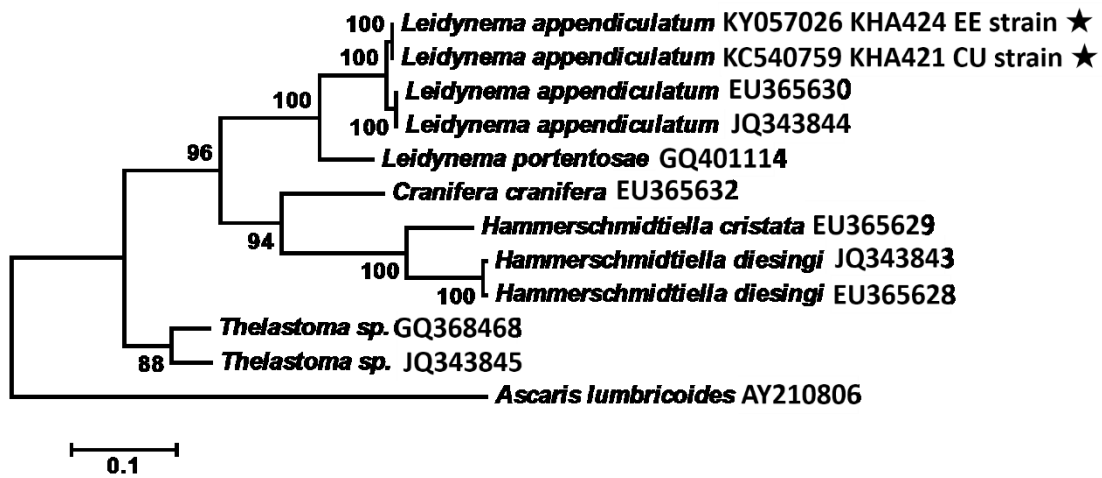 100 Leidynema appendiculatum KY057026 KHA424 EE strain ★
100 Leidynema appendiculatum KC540759 KHA421 CU strain ★
Leidynema appendiculatum EU365630
100
100 Leidynema appendiculatum JQ343844
96 Leidynema portentosae GQ401114
Cranifera cranifera EU365632
Hammerschmidtiella cristata EU365629
94
Hammerschmidtiella diesingi JQ343843
100
100 Hammerschmidtiella diesingi EU365628
Thelastoma sp. GQ368468
88 Thelastoma sp. JQ343845
Ascaris lumbricoides AY210806
0.1